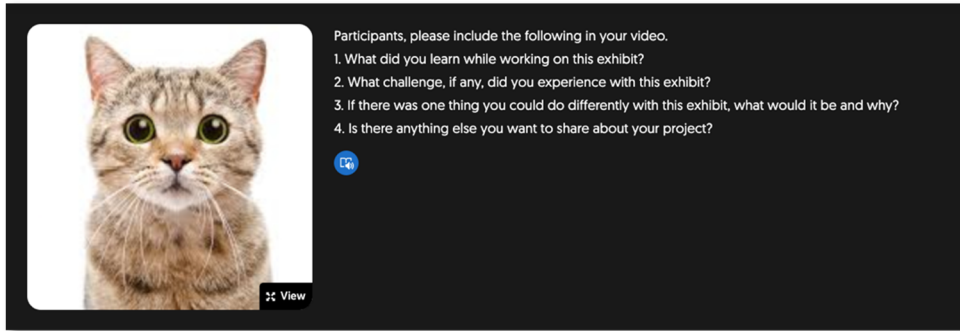 Participants, please include the following in your video.
1. What did you learn while working on this exhibit?
2. What challenge, if any, did you experience with this exhibit?
3. If there was one thing you could do differently with this exhibit, what would it be and why?
4. Is there anything else you want to share about your project?
View